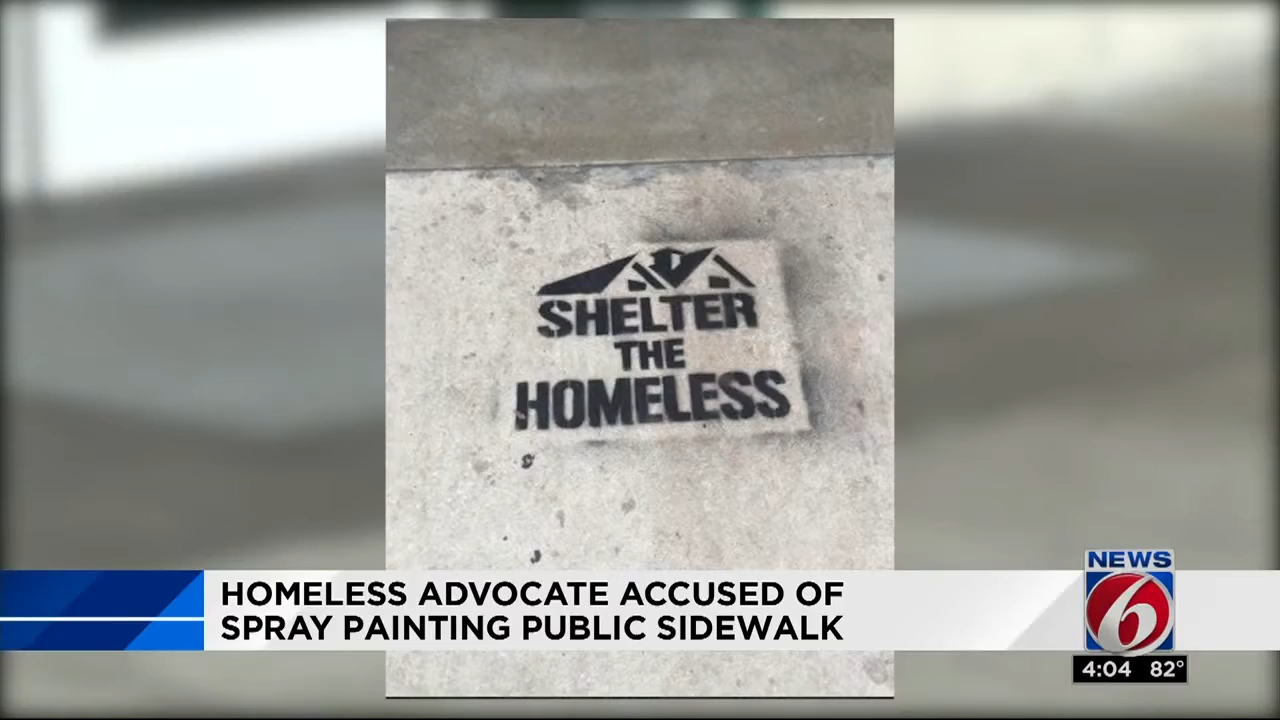 SHELTER
THE
HOMELESS
HOMELESS ADVOCATE ACCUSED OF
SPRAY PAINTING PUBLIC SIDEWALK
NEWS
6
4:04 82°